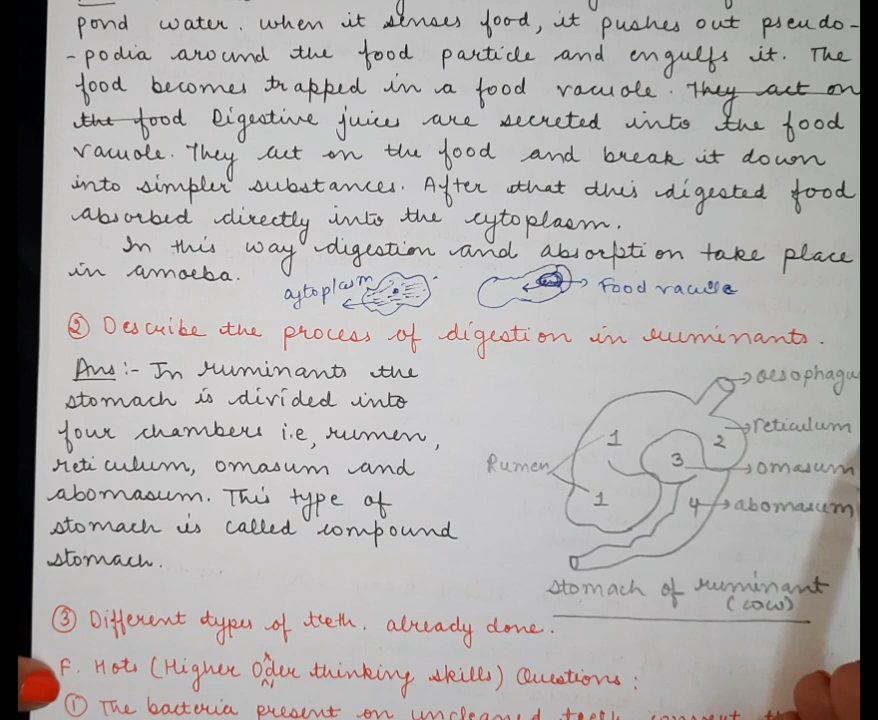 pond water. when it senses food, it pushes out pseudo-
-podia around the food particle and engulfs it. The
food becomes trapped in a food vacuole. They act on
the food Digestive juices are secreted into the food
vacuole. They act on the food and break it down
into simpler substances. After that this digested food
absorbed directly into the cytoplasm.
In this way digestion and absorption take place
in amoeba.
cytoplasm
Food vacuole
② Describe the process of digestion in ruminants.
Ans :- In ruminants the
stomach is divided into
four chambers i.e, rumen,
reticulum, omasum and
abomasum. This type of
stomach is called compound
stomach.
oesophagu
reticulum
omasum
abomasum
Rumen
1
1
2
3
4
stomach of ruminant
(cow)
③ Different types of teeth. already done.
F. Hots (Higher Order thinking skills) Questions :
① The bacteria present on uncleaned teeth convert th